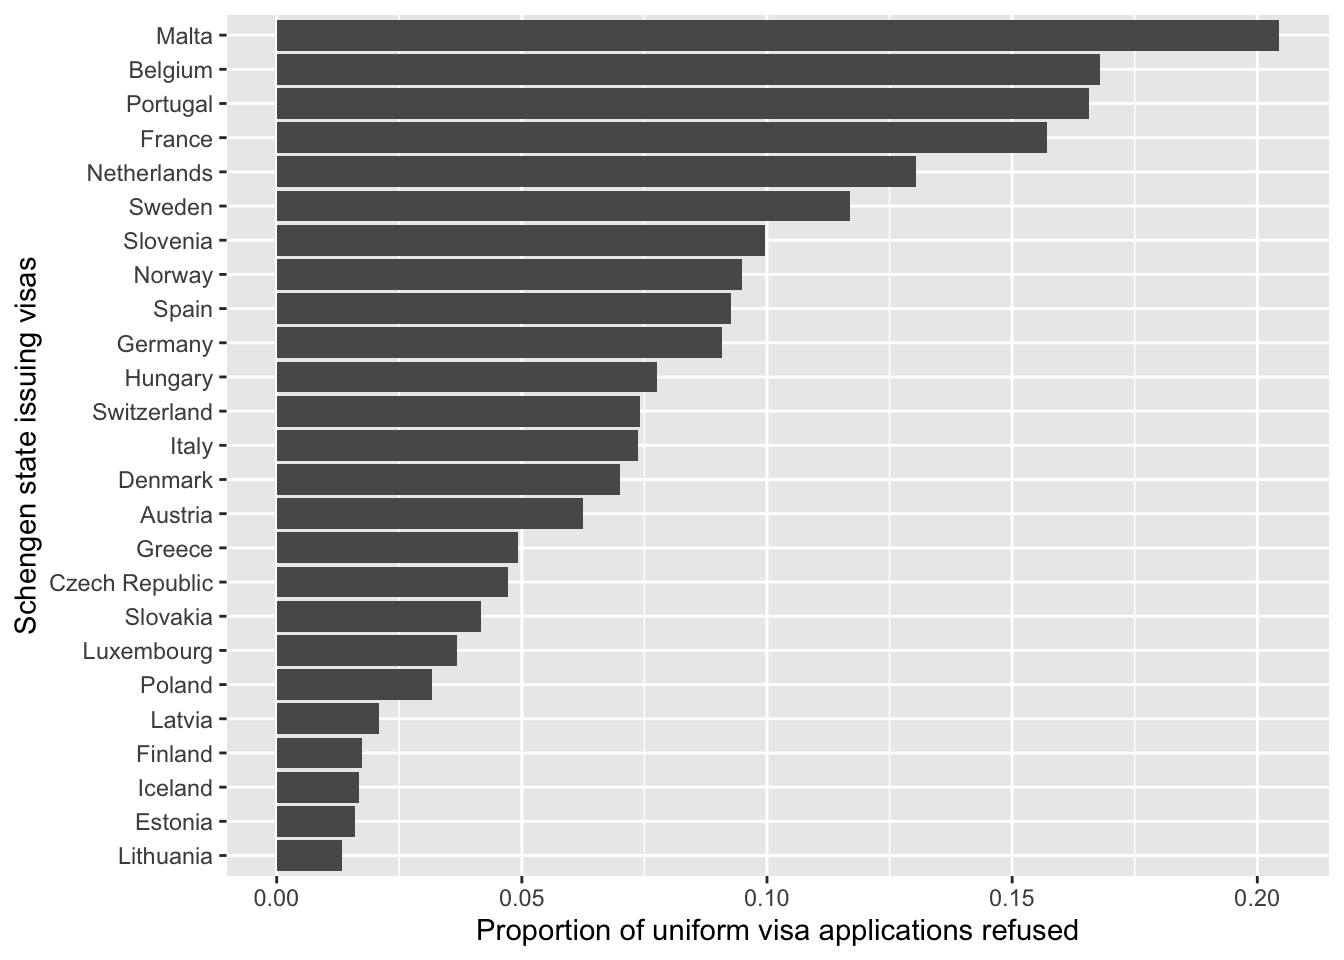 Malta
Belgium
Portugal
France
Netherlands
Sweden
Slovenia
Norway
Spain
Germany
Hungary
Switzerland
Italy
Denmark
Austria
Greece
Czech Republic
Slovakia
Luxembourg
Poland
Latvia
Finland
Iceland
Estonia
Lithuania
Schengen state issuing visas
0.00 0.05 0.10 0.15 0.20
Proportion of uniform visa applications refused